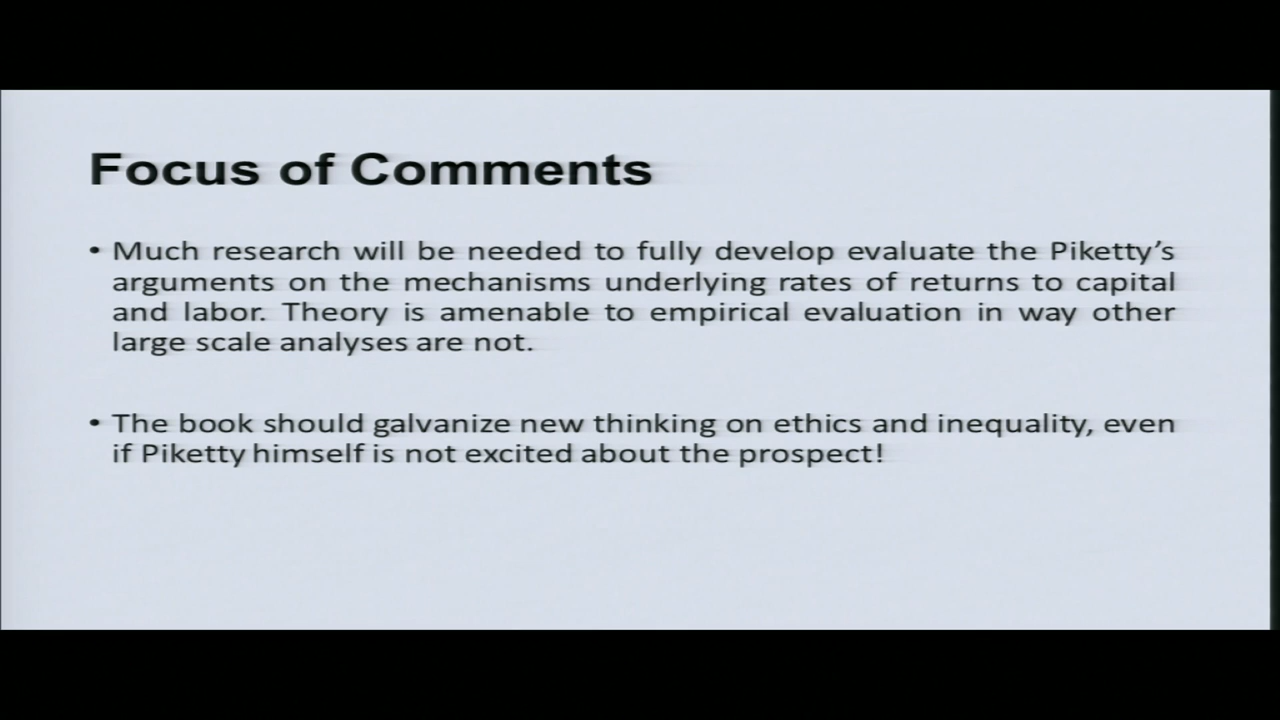 Focus of Comments
• Much research will be needed to fully develop evaluate the Piketty's
arguments on the mechanisms underlying rates of returns to capital
and labor. Theory is amenable to empirical evaluation in way other
large scale analyses are not.
• The book should galvanize new thinking on ethics and inequality, even
if Piketty himself is not excited about the prospect!